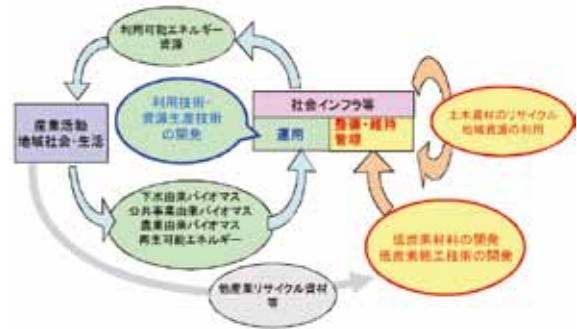 利用可能エネルギー
資源
産業活動
地域社会・生活
利用技術・
資源生産技術
の開発
社会インフラ等
運用
整備・維持
管理
土木資材のリサイクル
地域資源の利用
下水由来バイオマス
公共事業由来バイオマス
農業由来バイオマス
再生可能エネルギー
低炭素材料の開発
低炭素施工技術の開発
他産業リサイクル資材
等